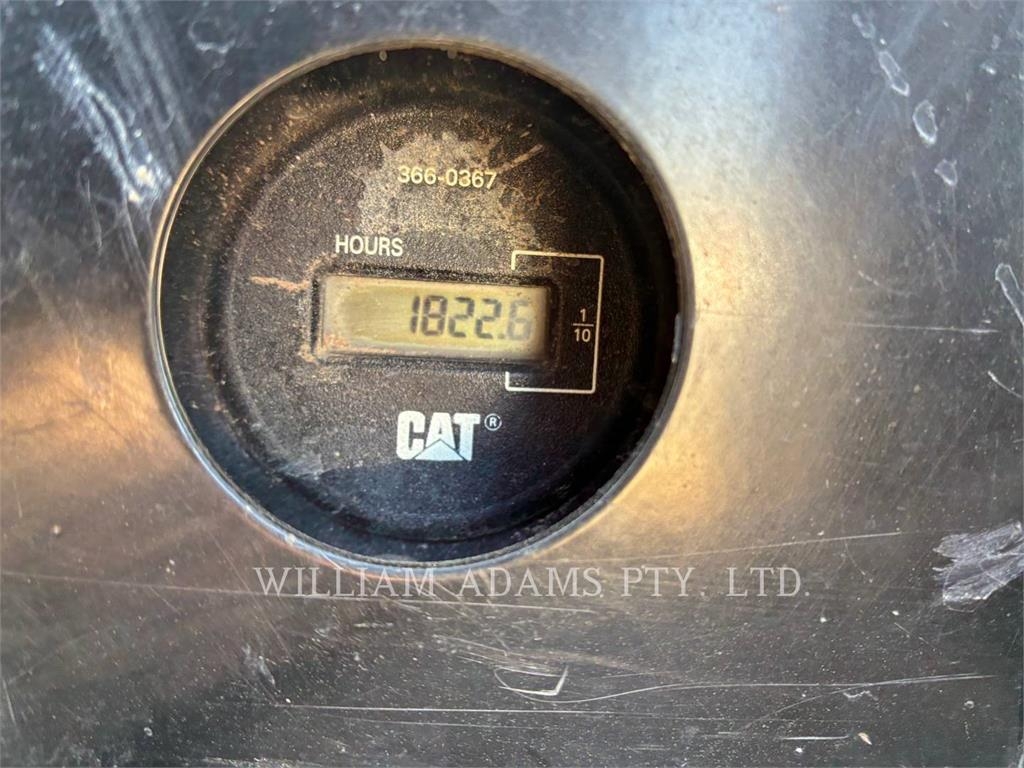 366-0367
HOURS
1822.6
1
10
CAT®
WILLIAM ADAMS PTY. LTD.